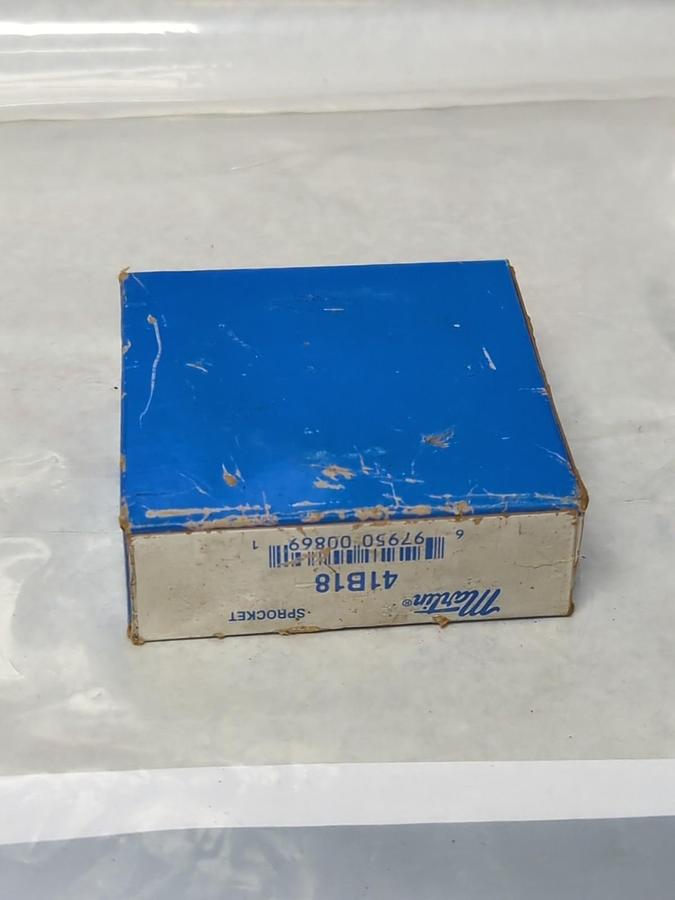 Martin® SPROCKET
41B18
6 97950 00869 1